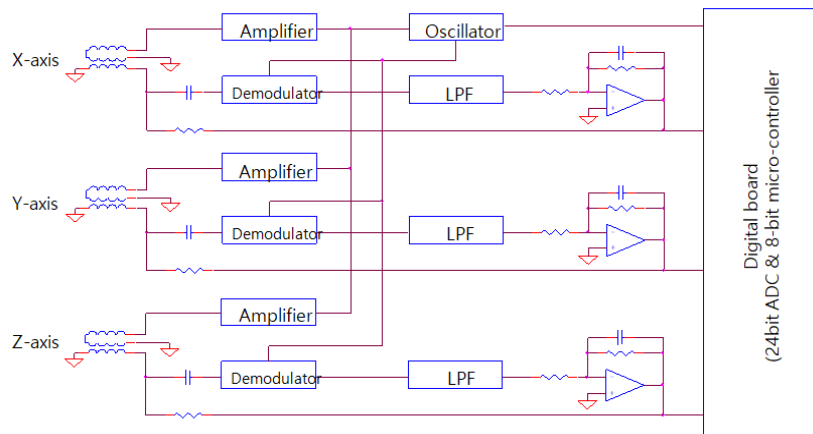 Amplifier
Oscillator
X-axis
Demodulator
LPF
Amplifier
Y-axis
Demodulator
LPF
Amplifier
Z-axis
Demodulator
LPF
Digital board
(24bit ADC & 8-bit micro-controller